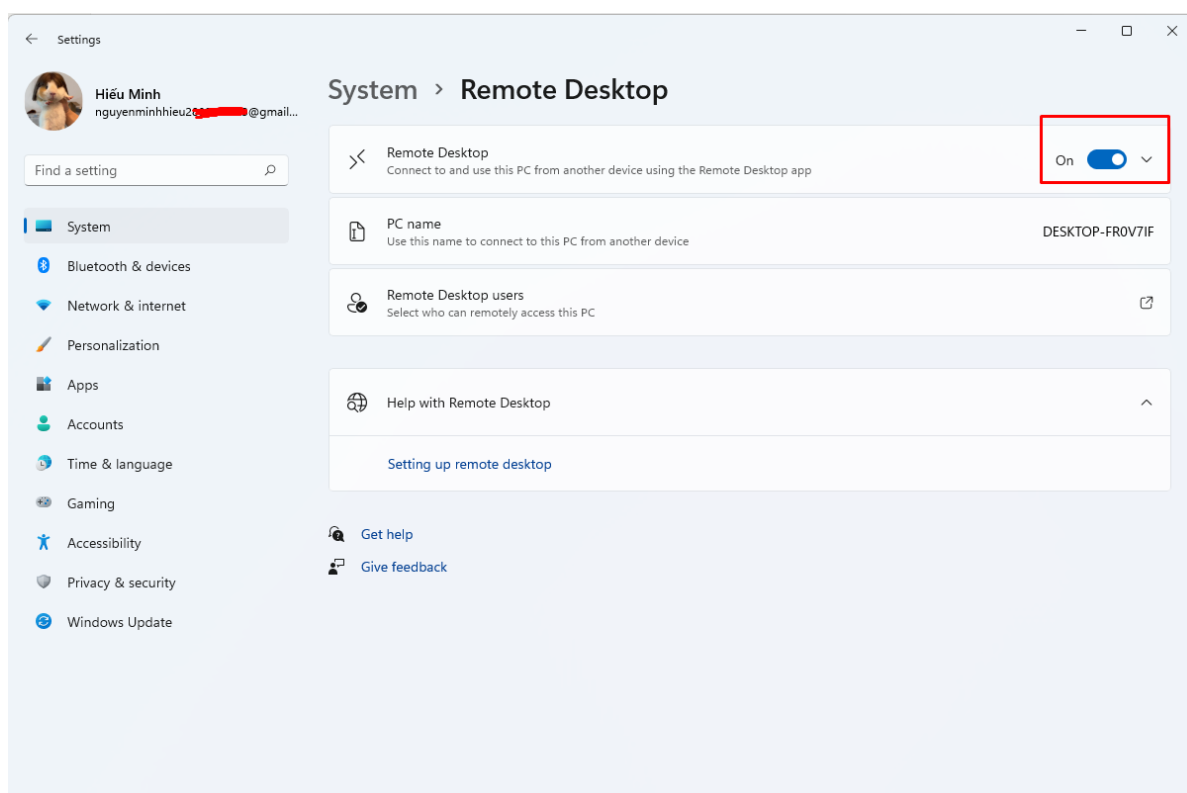 Settings
Hiếu Minh
nguyenminhhieu2 @gmail...
Find a setting
System
Bluetooth & devices
Network & internet
Personalization
Apps
Accounts
Time & language
Gaming
Accessibility
Privacy & security
Windows Update
System > Remote Desktop
Remote Desktop
Connect to and use this PC from another device using the Remote Desktop app
On
PC name
Use this name to connect to this PC from another device
DESKTOP-FR0V7IF
Remote Desktop users
Select who can remotely access this PC
Help with Remote Desktop
Setting up remote desktop
Get help
Give feedback